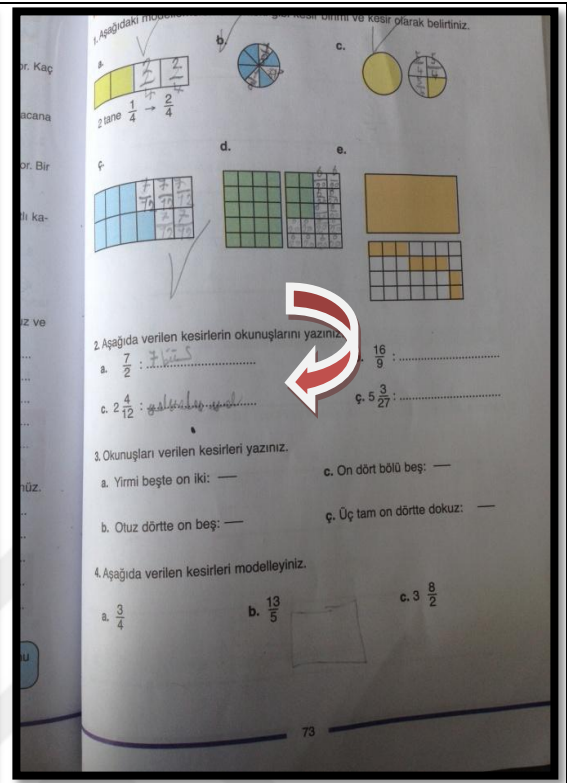 1. Aşağıdaki kesir birimi ve kesir olarak belirtiniz.
a.
b.
c.
2 tane 1/4 → 2/4
ç.
d.
e.
2. Aşağıda verilen kesirlerin okunuşlarını yazınız
a. 7/2 : ..............................
16/9 : ..............................
c. 2 4/12 : ..............................
ç. 5 3/27 : ..............................
3. Okunuşları verilen kesirleri yazınız.
a. Yirmi beşte on iki: —
c. On dört bölü beş: —
b. Otuz dörtte on beş: —
ç. Üç tam on dörtte dokuz: —
4. Aşağıda verilen kesirleri modelleyiniz.
a. 3/4
b. 13/5
c. 3 8/2
73
or. Kaç
acana
or. Bir
lı ka-
ız ve